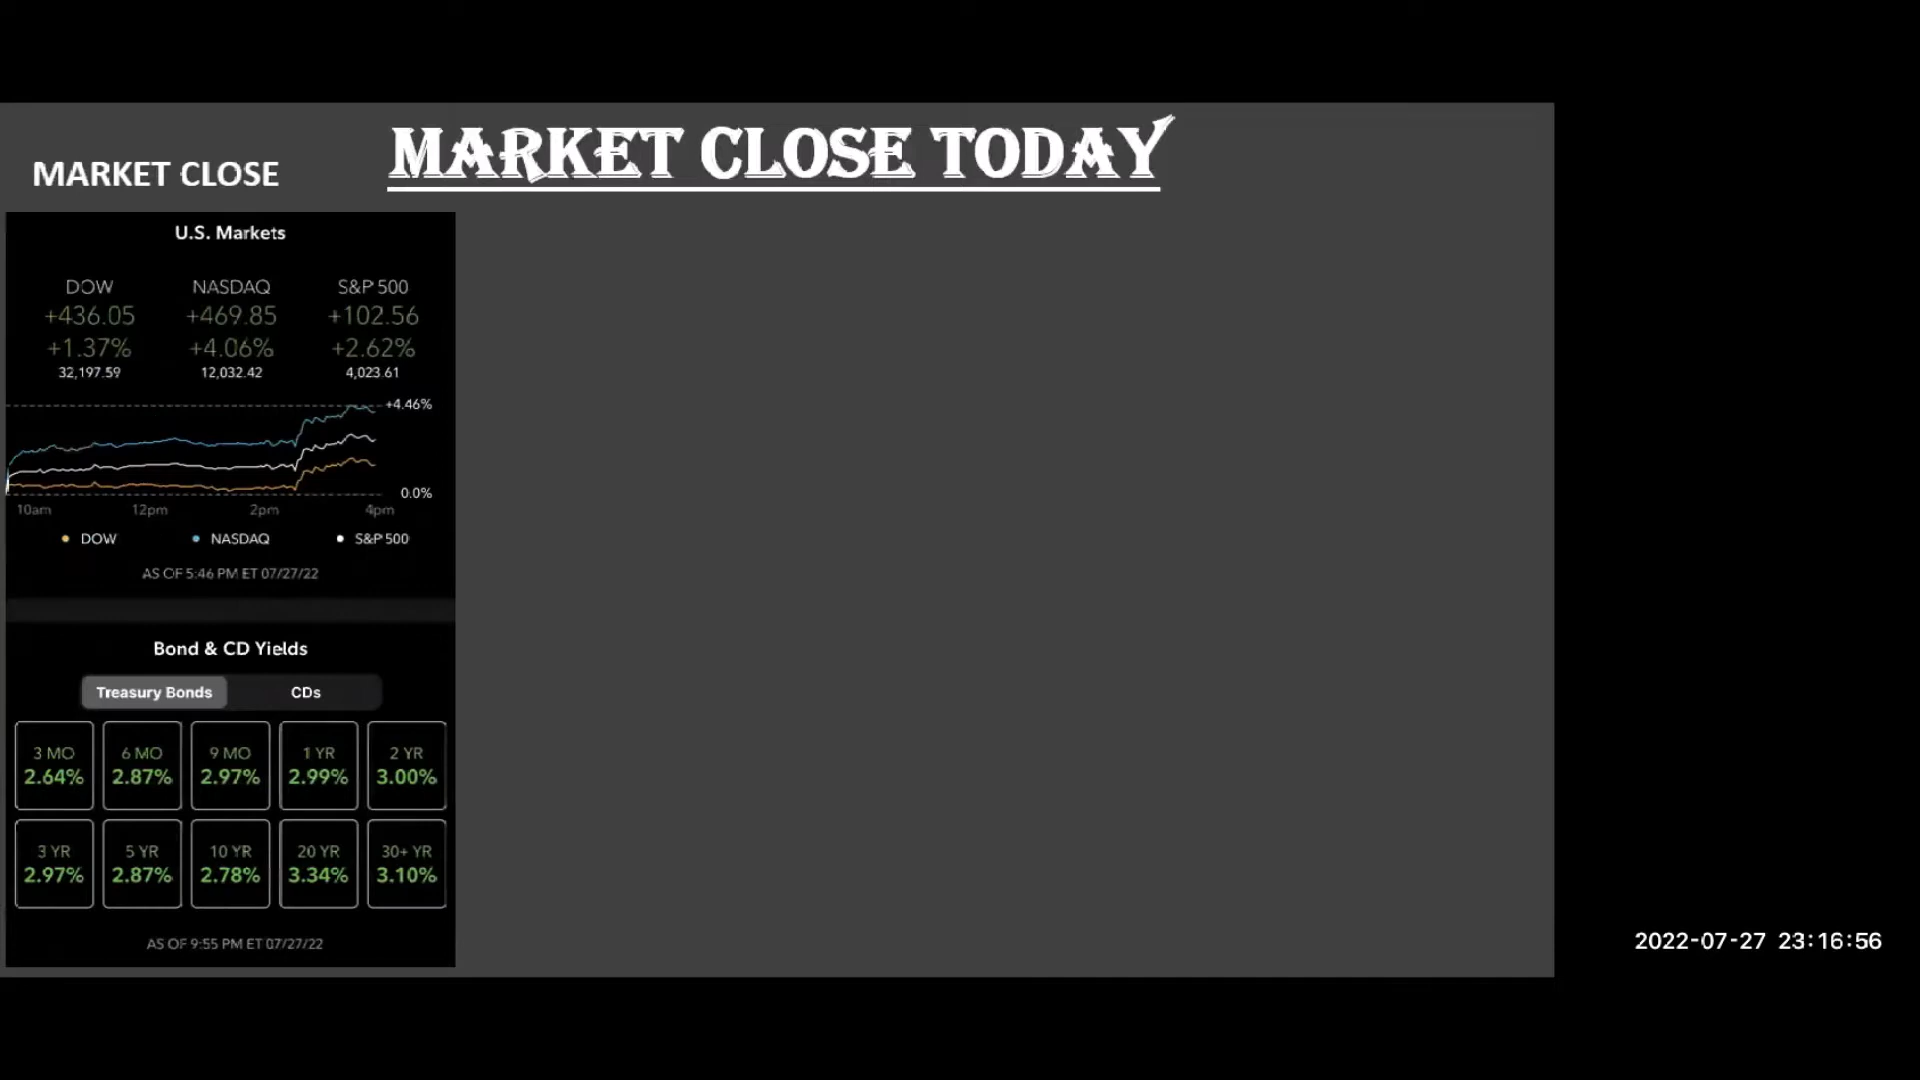 MARKET CLOSE TODAY
MARKET CLOSE
U.S. Markets
DOW NASDAQ S&P 500
+436.05 +469.85 +102.56
+1.37% +4.06% +2.62%
32,197.59 12,032.42 4,023.61
+4.46%
0.0%
10am 12pm 2pm 4pm
DOW NASDAQ S&P 500
AS OF 5:46 PM ET 07/27/22
Bond & CD Yields
Treasury Bonds CDs
3 MO 6 MO 9 MO 1 YR 2 YR
2.64% 2.87% 2.97% 2.99% 3.00%
3 YR 5 YR 10 YR 20 YR 30+ YR
2.97% 2.87% 2.78% 3.34% 3.10%
AS OF 9:55 PM ET 07/27/22
2022-07-27 23:16:56